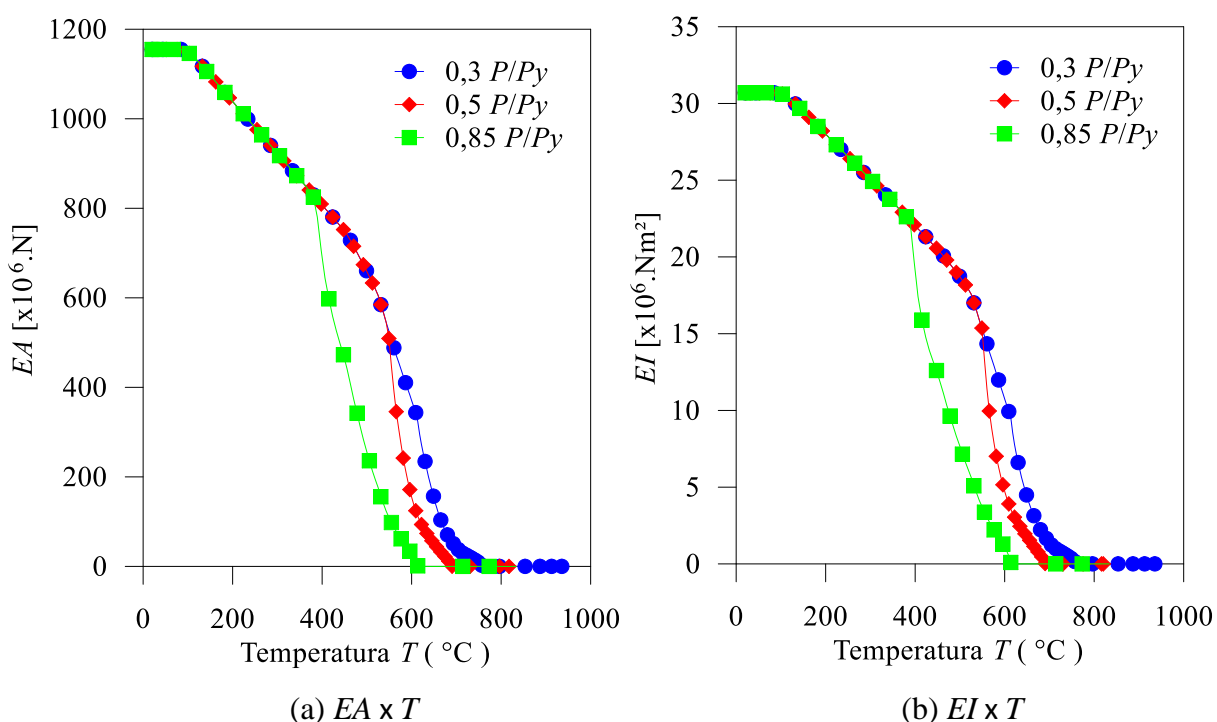 1200
1000
800
600
400
200
0
EA [x10⁶.N]
0,3 P/Py
0,5 P/Py
0,85 P/Py
0 200 400 600 800 1000
Temperatura T ( °C )
(a) EA x T
35
30
25
20
15
10
5
0
EI [x10⁶.Nm²]
0,3 P/Py
0,5 P/Py
0,85 P/Py
0 200 400 600 800 1000
Temperatura T ( °C )
(b) EI x T